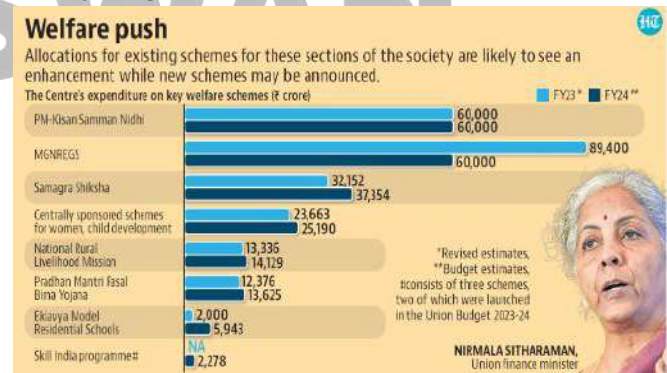 HT
Welfare push
Allocations for existing schemes for these sections of the society are likely to see an
enhancement while new schemes may be announced.
The Centre's expenditure on key welfare schemes (₹ crore)
FY23* FY24**
PM-Kisan Samman Nidhi 60,000
60,000
MGNREGS 89,400
60,000
Samagra Shiksha 32,152
37,354
Centrally sponsored schemes
for women, child development
23,663
25,190
National Rural
Livelihood Mission
13,336
14,129
Pradhan Mantri Fasal
Bima Yojana
12,376
13,625
Eklavya Model
Residential Schools
2,000
5,943
Skill India programme# NA
2,278
*Revised estimates,
**Budget estimates,
#consists of three schemes,
two of which were launched
in the Union Budget 2023-24
NIRMALA SITHARAMAN,
Union finance minister